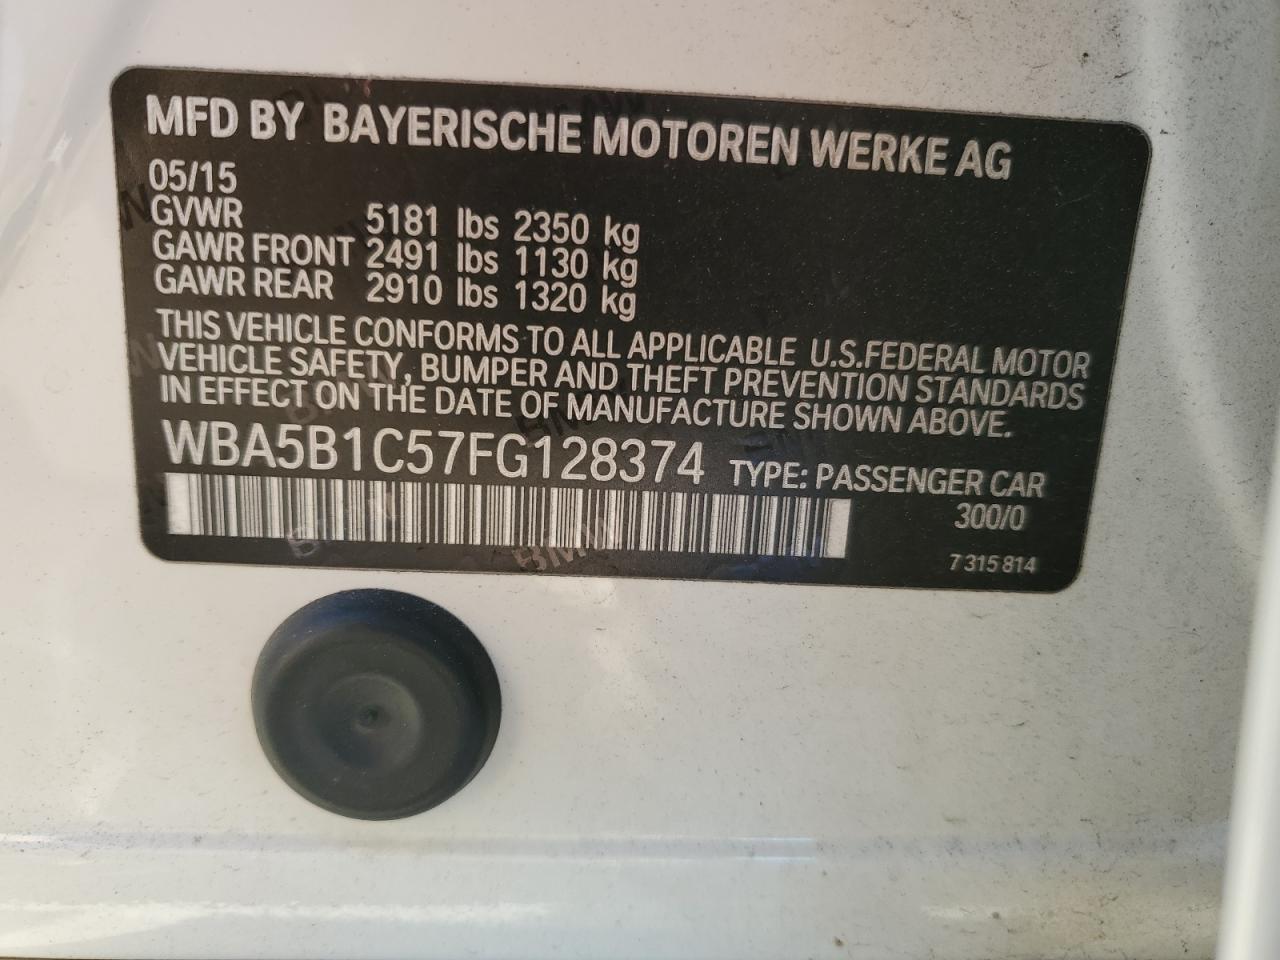 MFD BY BAYERISCHE MOTOREN WERKE AG
05/15
GVWR 5181 lbs 2350 kg
GAWR FRONT 2491 lbs 1130 kg
GAWR REAR 2910 lbs 1320 kg
THIS VEHICLE CONFORMS TO ALL APPLICABLE U.S.FEDERAL MOTOR
VEHICLE SAFETY, BUMPER AND THEFT PREVENTION STANDARDS
IN EFFECT ON THE DATE OF MANUFACTURE SHOWN ABOVE.
WBA5B1C57FG128374 TYPE: PASSENGER CAR
300/0
7 315 814
BMW